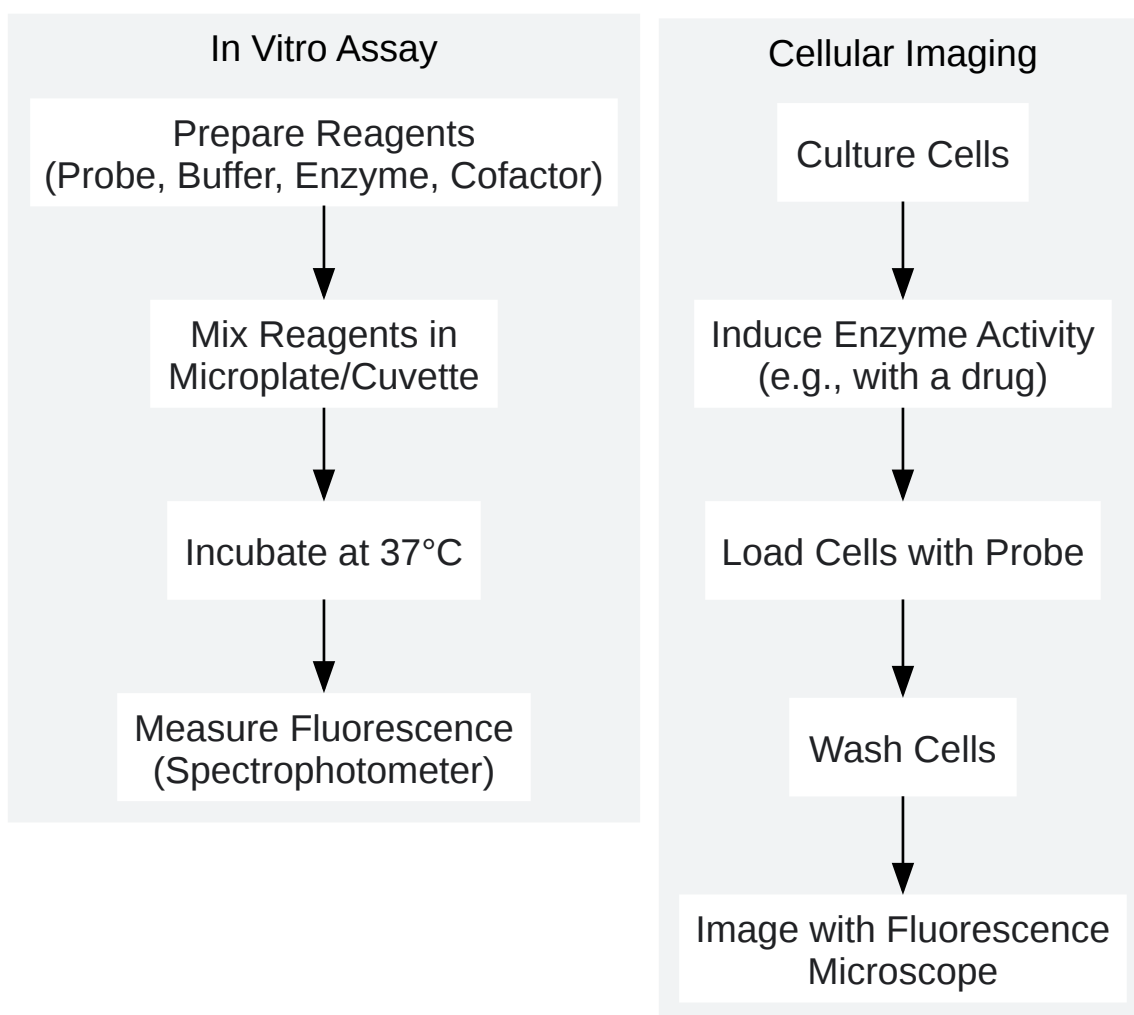 In Vitro Assay
Prepare Reagents
(Probe, Buffer, Enzyme, Cofactor)
Mix Reagents in
Microplate/Cuvette
Incubate at 37°C
Measure Fluorescence
(Spectrophotometer)
Cellular Imaging
Culture Cells
Induce Enzyme Activity
(e.g., with a drug)
Load Cells with Probe
Wash Cells
Image with Fluorescence
Microscope